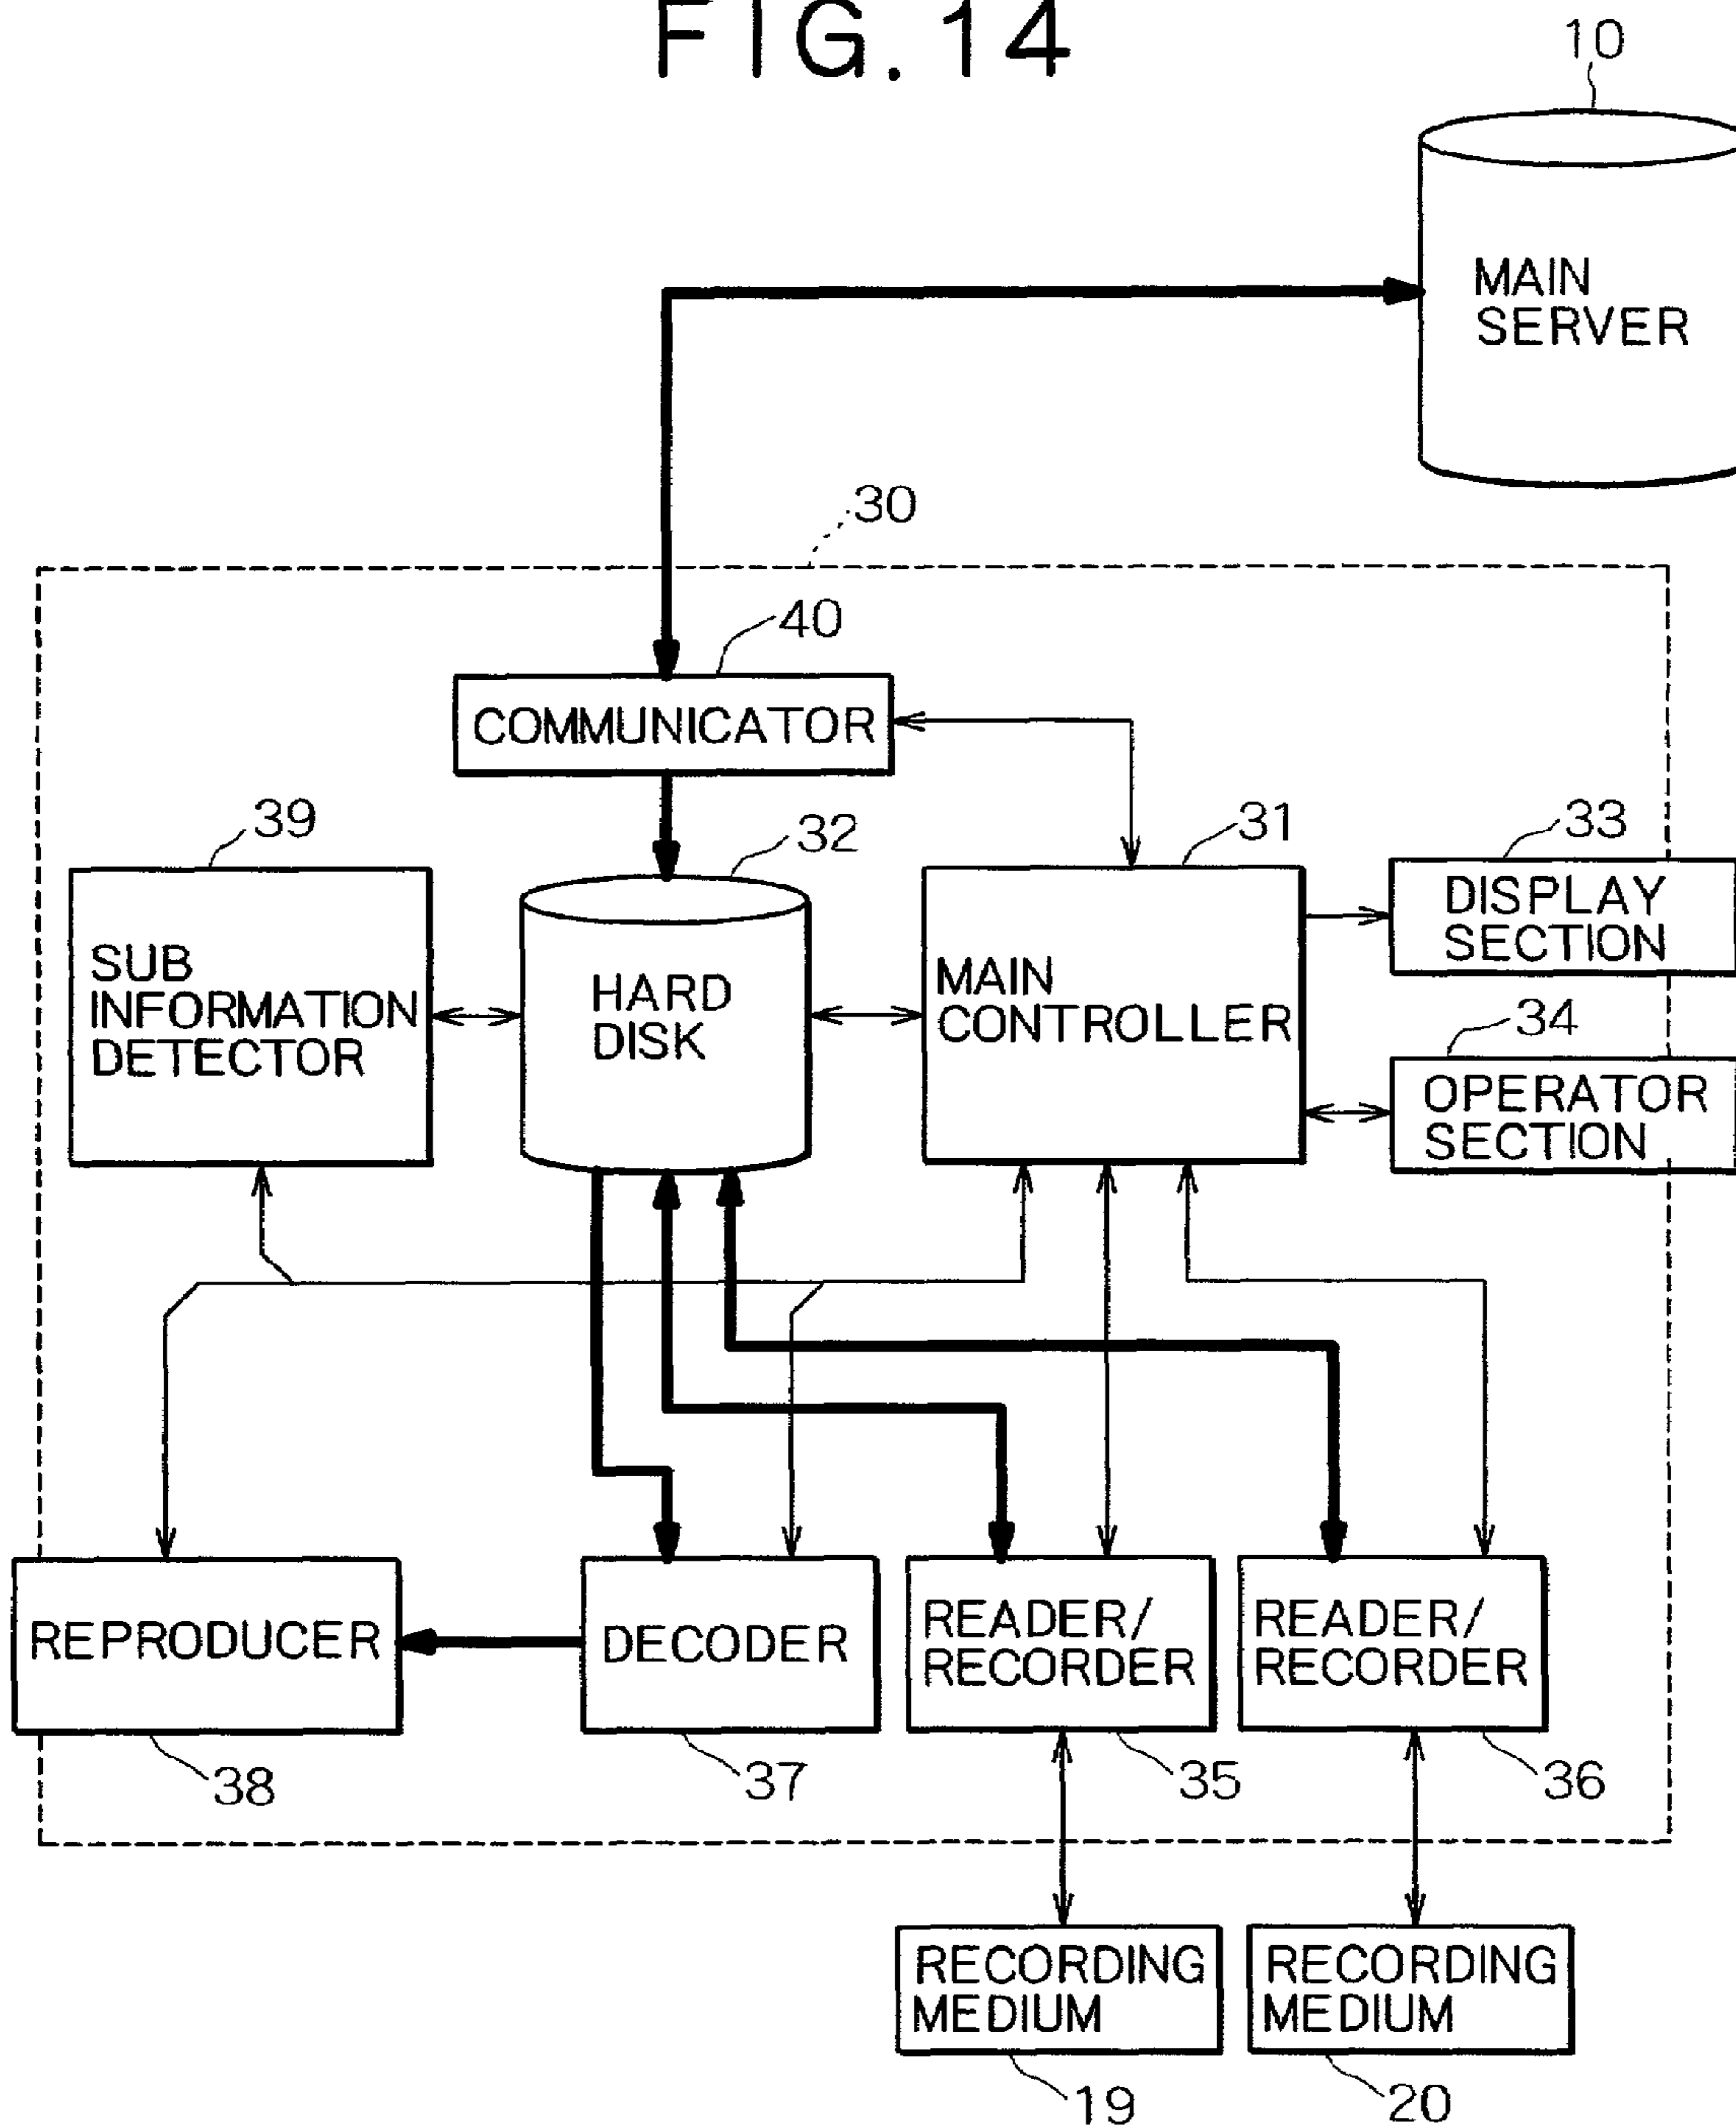 FIG.14
10
MAIN
SERVER
30
40
COMMUNICATOR
39
32
31
33
SUB
INFORMATION
DETECTOR
HARD
DISK
MAIN
CONTROLLER
DISPLAY
SECTION
34
OPERATOR
SECTION
REPRODUCER
DECODER
READER/
RECORDER
READER/
RECORDER
38
37
35
36
RECORDING
MEDIUM
RECORDING
MEDIUM
19
20